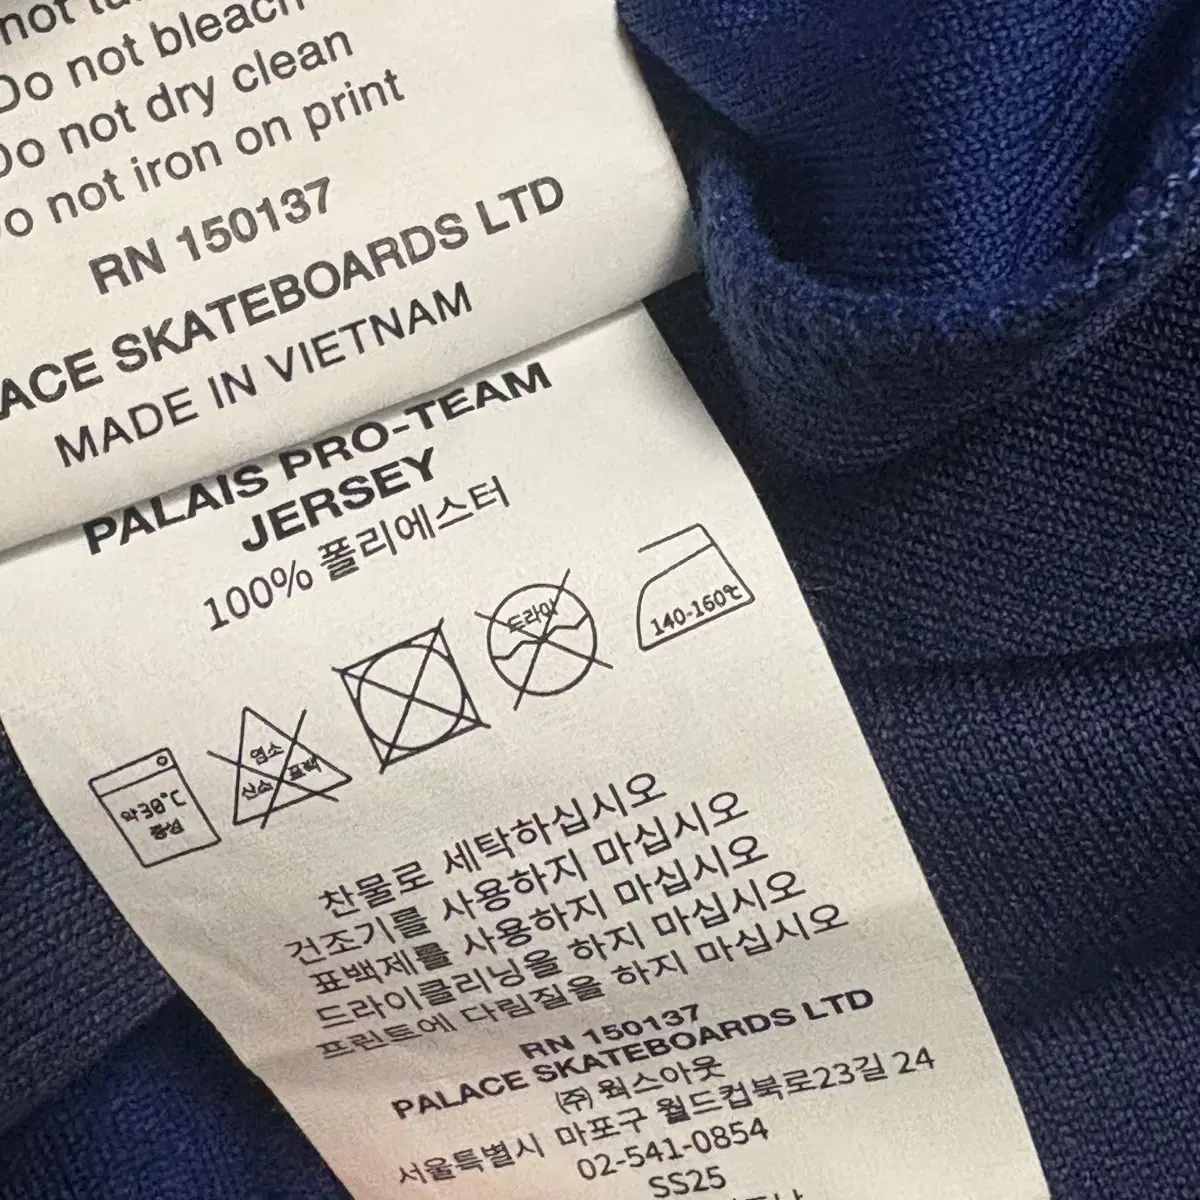 not
Do not bleach
Do not dry clean
Do not iron on print
RN 150137
ACE SKATEBOARDS LTD
MADE IN VIETNAM
PALAIS PRO-TEAM
JERSEY
100% 폴리에스터
약30℃
중성
염소
산소 표백
드라이
140-160℃
찬물로 세탁하십시오
건조기를 사용하지 마십시오
표백제를 사용하지 마십시오
드라이클리닝을 하지 마십시오
프린트에 다림질을 하지 마십시오
RN 150137
PALACE SKATEBOARDS LTD
(주) 웍스아웃
서울특별시 마포구 월드컵북로23길 24
02-541-0854
SS25